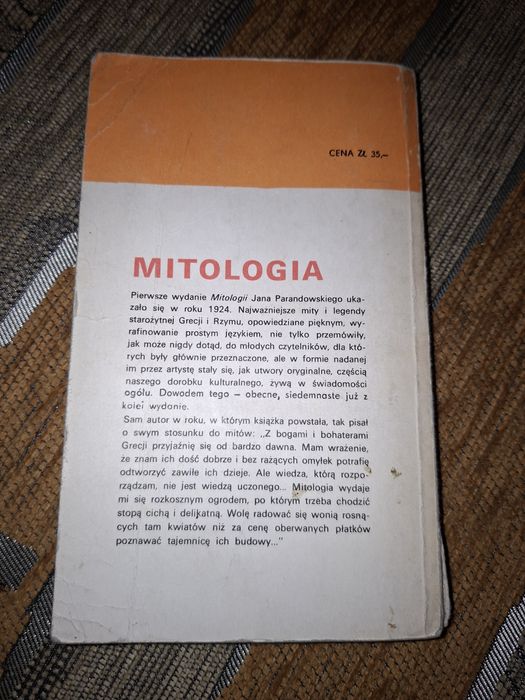 CENA ZŁ 35,—
MITOLOGIA
Pierwsze wydanie Mitologii Jana Parandowskiego uka-
zało się w roku 1924. Najważniejsze mity i legendy
starożytnej Grecji i Rzymu, opowiedziane pięknym, wy-
rafinowanie prostym językiem, nie tylko przemówiły,
jak może nigdy dotąd, do młodych czytelników, dla któ-
rych były głównie przeznaczone, ale w formie nadanej
im przez artystę stały się, jak utwory oryginalne, częścią
naszego dorobku kulturalnego, żywą w świadomości
ogółu. Dowodem tego — obecne, siedemnaste już z
kolei wydanie.
Sam autor w roku, w którym książka powstała, tak pisał
o swym stosunku do mitów: „Z bogami i bohaterami
Grecji przyjaźnię się od bardzo dawna. Mam wrażenie,
że znam ich dość dobrze i bez rażących omyłek potrafię
odtworzyć zawiłe ich dzieje. Ale wiedza, którą rozpo-
rządzam, nie jest wiedzą uczonego... Mitologia wydaje
mi się rozkosznym ogrodem, po którym trzeba chodzić
stopą cichą i delikatną. Wolę radować się wonią rosną-
cych tam kwiatów niż za cenę oberwanych płatków
poznawać tajemnicę ich budowy..."